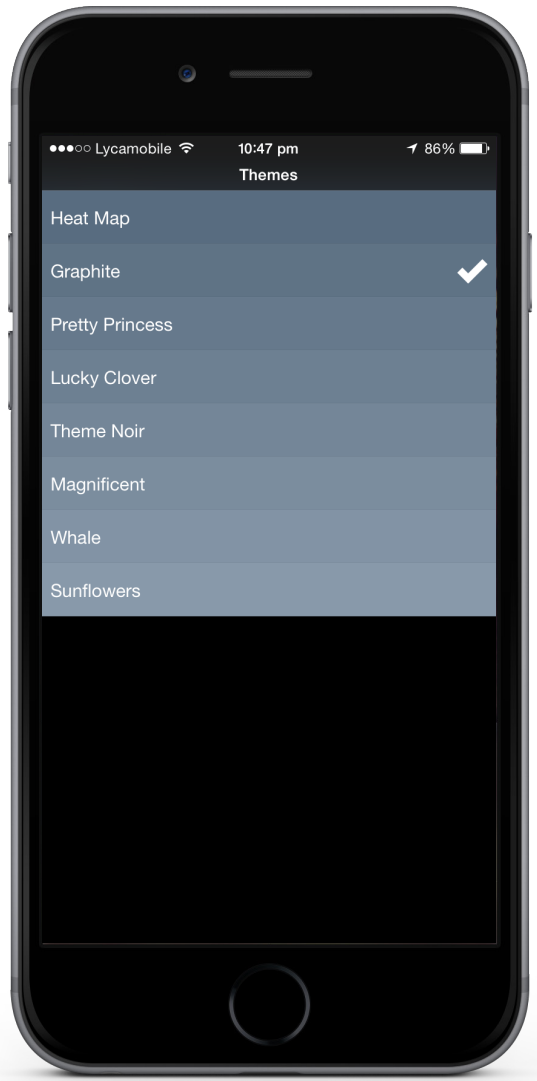 Lycamobile 10:47 pm 86%
Themes
Heat Map
Graphite
Pretty Princess
Lucky Clover
Theme Noir
Magnificent
Whale
Sunflowers